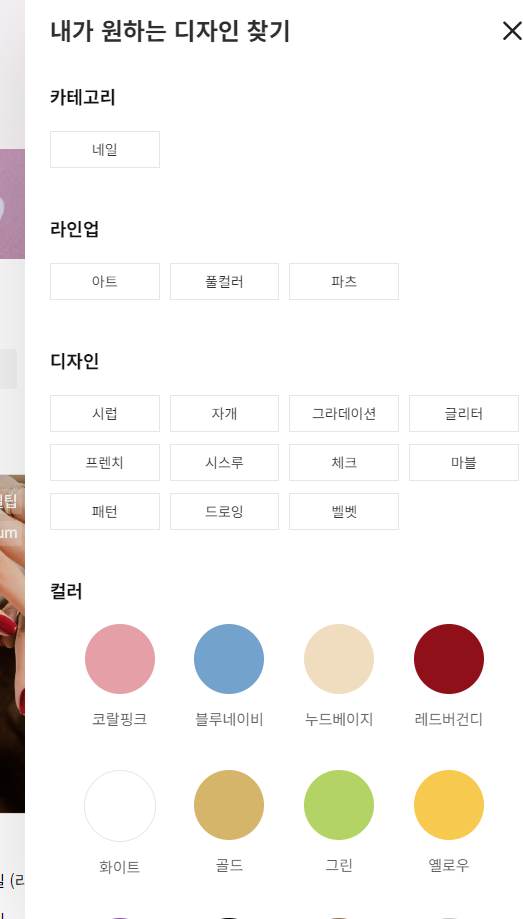 내가 원하는 디자인 찾기
카테고리
네일
라인업
아트 풀컬러 파츠
디자인
시럽 자개 그라데이션 글리터
프렌치 시스루 체크 마블
패턴 드로잉 벨벳
컬러
코랄핑크 블루네이비 누드베이지 레드버건디
화이트 골드 그린 옐로우